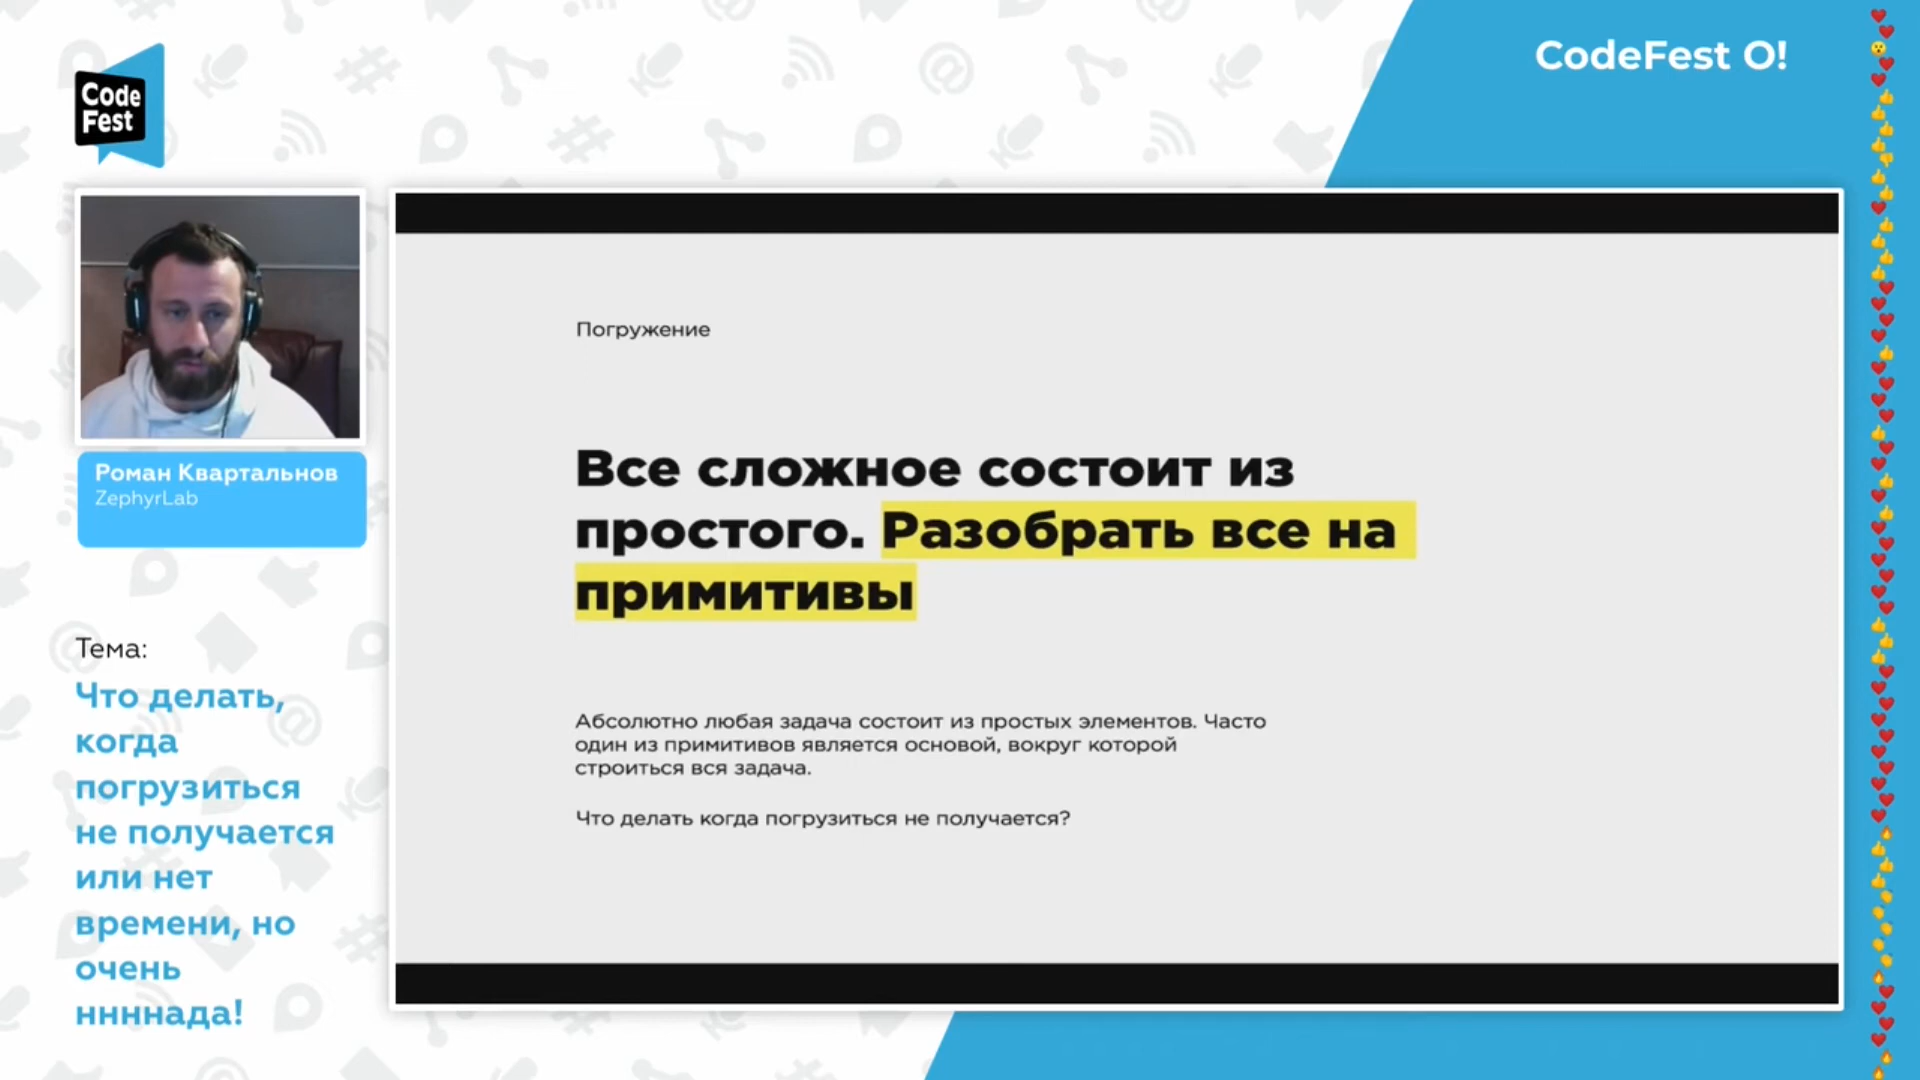 Code
Fest
CodeFest O!
Роман Квартальнов
ZephyrLab
Тема:
Что делать,
когда
погрузиться
не получается
или нет
времени, но
очень
ннннада!
Погружение
Все сложное состоит из
простого. Разобрать все на
примитивы
Абсолютно любая задача состоит из простых элементов. Часто
один из примитивов является основой, вокруг которой
строиться вся задача.
Что делать когда погрузиться не получается?